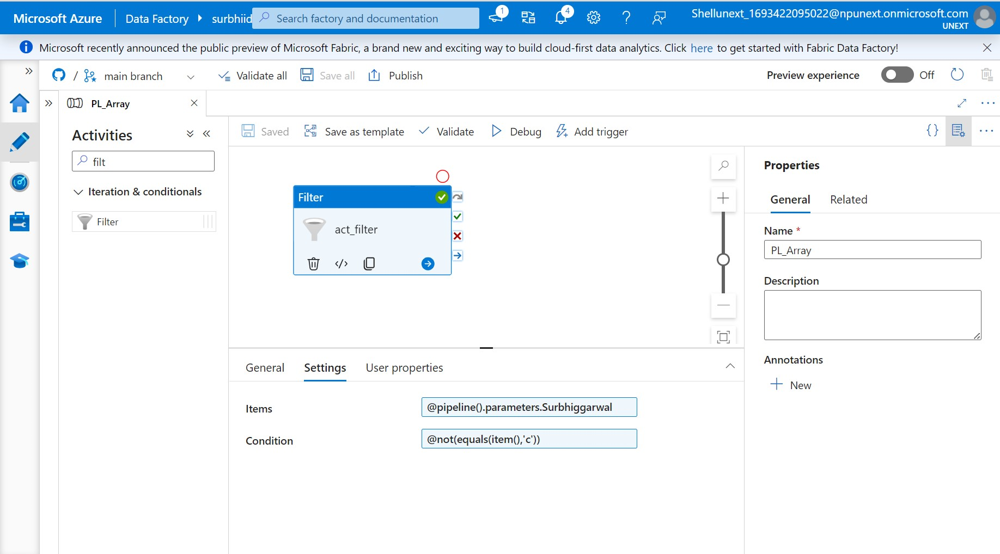 Microsoft Azure
Data Factory
surbhiid
Search factory and documentation
1
4
Shellunext_1693422095022@npunext.onmicrosoft.com
UNEXT
Microsoft recently announced the public preview of Microsoft Fabric, a brand new and exciting way to build cloud-first data analytics. Click here to get started with Fabric Data Factory!
/ main branch
Validate all
Save all
Publish
Preview experience
Off
PL_Array
Activities
filt
Iteration & conditionals
Filter
Saved
Save as template
Validate
Debug
Add trigger
{}
Filter
act_filter
</>
General
Settings
User properties
Items
@pipeline().parameters.Surbhiggarwal
Condition
@not(equals(item(),'c'))
Properties
General
Related
Name *
PL_Array
Description
Annotations
New